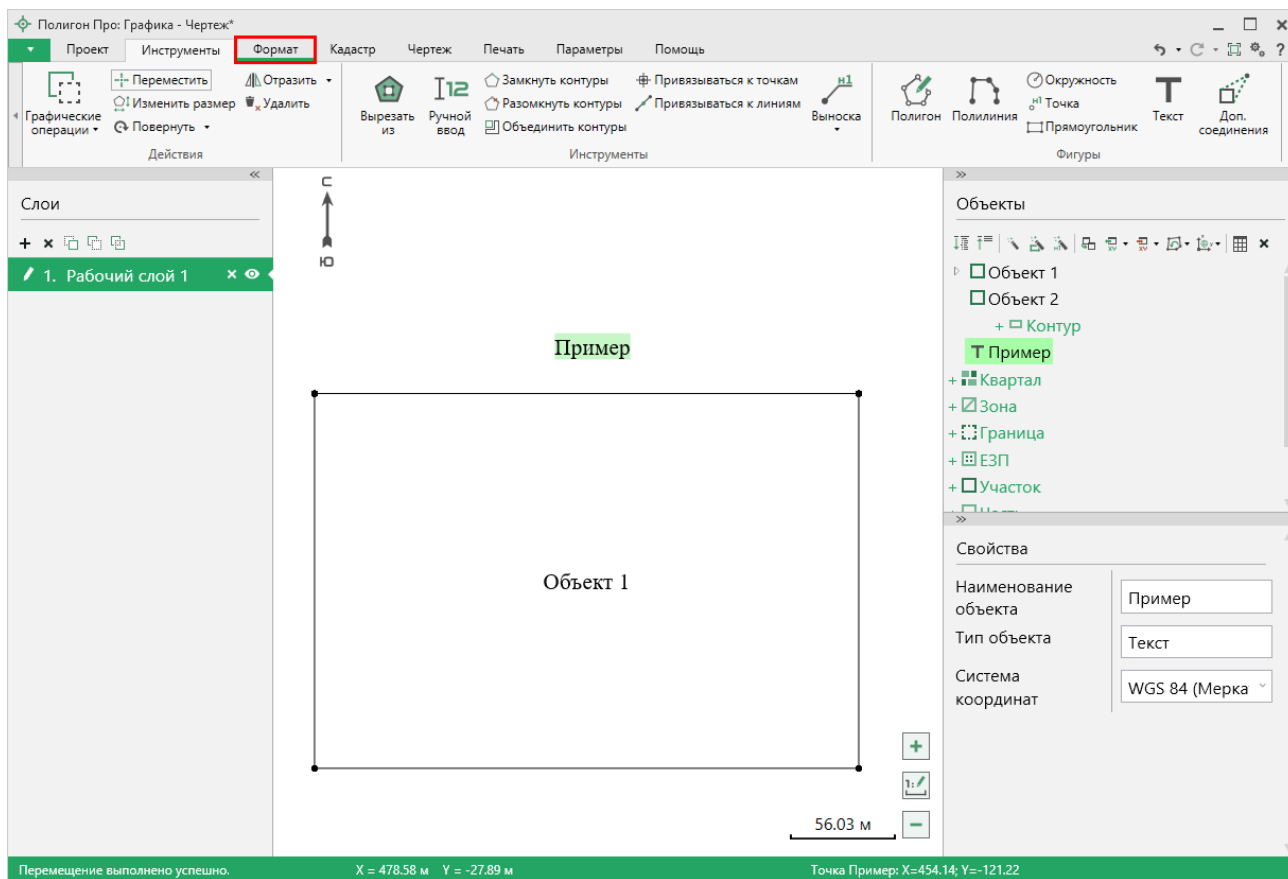 Полигон Про: Графика - Чертеж*
Проект Инструменты Формат Кадастр Чертеж Печать Параметры Помощь
?
Графические операции
Переместить
Изменить размер
Повернуть
Отразить
Удалить
Действия
Вырезать из
Ручной ввод
Замкнуть контуры
Разомкнуть контуры
Объединить контуры
Привязываться к точкам
Привязываться к линиям
н1
Выноска
Инструменты
Полигон
Полилиния
Окружность
н1 Точка
Прямоугольник
Текст
Доп. соединения
Фигуры
Слои
1. Рабочий слой 1
С
Ю
Пример
Объект 1
56.03 м
Объекты
Объект 1
Объект 2
+ Контур
Пример
+ Квартал
+ Зона
+ Граница
+ ЕЗП
+ Участок
Свойства
Наименование объекта
Пример
Тип объекта
Текст
Система координат
WGS 84 (Мерка
Перемещение выполнено успешно.
X = 478.58 м Y = -27.89 м
Точка Пример: X=454.14; Y=-121.22